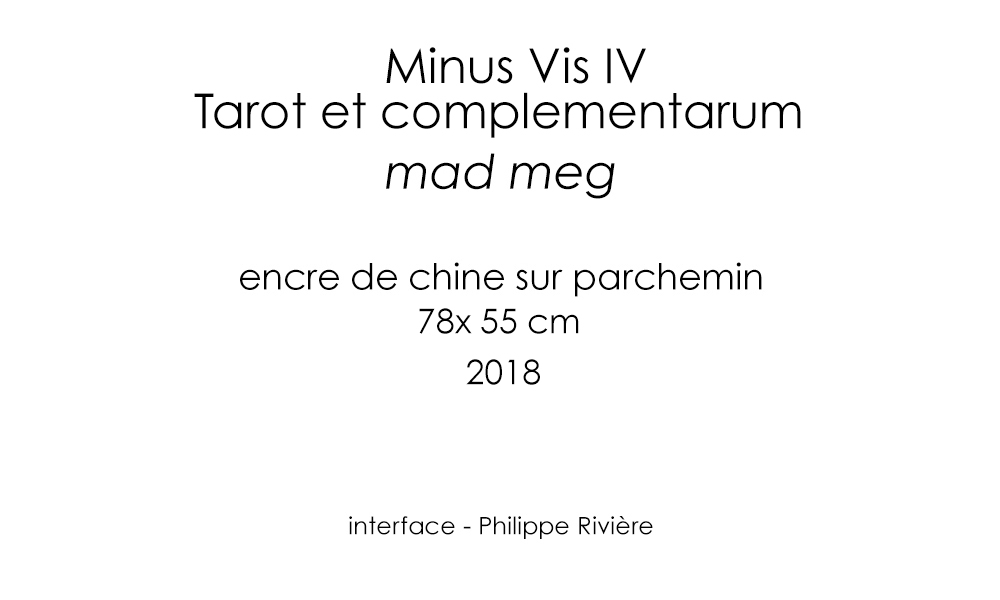 Minus Vis IV
Tarot et complementarum
mad meg
encre de chine sur parchemin
78x 55 cm
2018
interface - Philippe Rivière